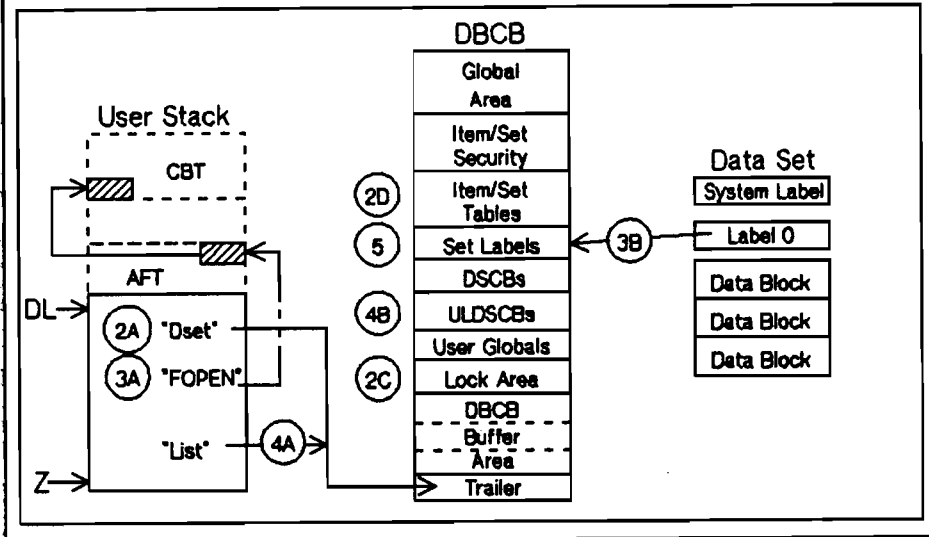 DBCB
Global
Area
Item/Set
Security
Item/Set
Tables
Set Labels
DSCBs
ULDSCBs
User Globals
Lock Area
DBCB
Buffer
Area
Trailer
User Stack
CBT
AFT
DL
2A "Dset"
3A "FOPEN"
"List" 4A
Z
2D
5
4B
2C
3B
Data Set
System Label
Label 0
Data Block
Data Block
Data Block